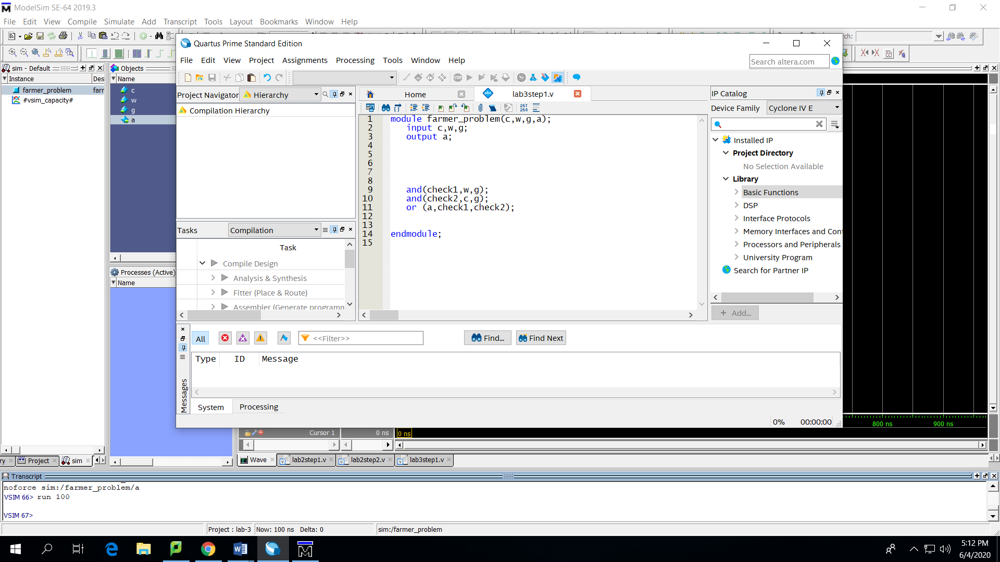 ModelSim SE-64 2019.3
File Edit View Compile Simulate Add Transcript Tools Layout Bookmarks Window Help
sim - Default
Instance Des
farmer_problem farr
#vsim_capacity#
Objects
Name
c
w
g
a
Processes (Active)
Name
Quartus Prime Standard Edition
File Edit View Project Assignments Processing Tools Window Help
Search altera.com
Project Navigator Hierarchy
Compilation Hierarchy
Tasks Compilation
Task
Compile Design
Analysis & Synthesis
Fitter (Place & Route)
Assembler (Generate programm
Home lab3step1.v
267
268
1 module farmer_problem(c,w,g,a);
2 input c,w,g;
3 output a;
4
5
6
7
8
9 and(check1,w,g);
10 and(check2,c,g);
11 or (a,check1,check2);
12
13
14 endmodule;
15
IP Catalog
Device Family Cyclone IV E
Installed IP
Project Directory
No Selection Available
Library
Basic Functions
DSP
Interface Protocols
Memory Interfaces and Con
Processors and Peripherals
University Program
Search for Partner IP
+ Add...
All <<Filter>> Find... Find Next
Type ID Message
Messages
System Processing
0% 00:00:00
800 ns 900 ns
Cursor 1 0 ns 0 ns
ry Project sim
Wave lab2step1.v lab2step2.v lab3step1.v
Transcript
noforce sim:/farmer_problem/a
VSIM 66> run 100
VSIM 67>
Project : lab-3 Now: 100 ns Delta: 0 sim:/farmer_problem
5:12 PM
6/4/2020